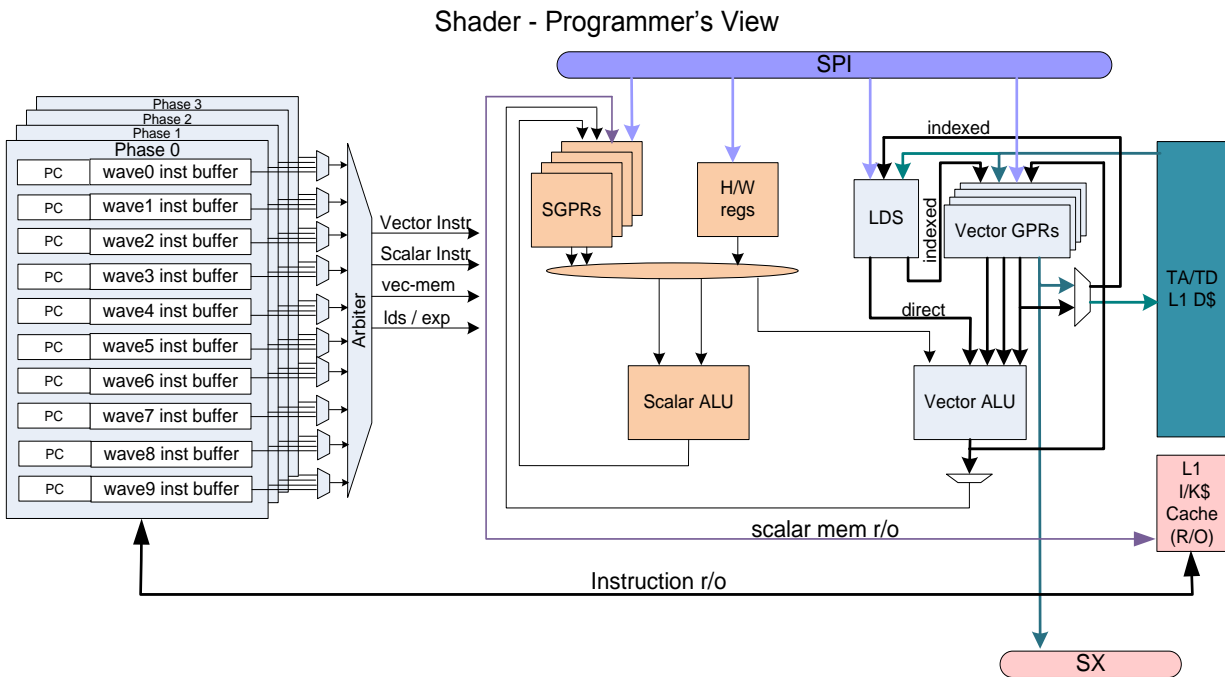 Shader - Programmer's View
SPI
Phase 3
Phase 2
Phase 1
Phase 0
PC wave0 inst buffer
PC wave1 inst buffer
PC wave2 inst buffer
PC wave3 inst buffer
PC wave4 inst buffer
PC wave5 inst buffer
PC wave6 inst buffer
PC wave7 inst buffer
PC wave8 inst buffer
PC wave9 inst buffer
Arbiter
Vector Instr
Scalar Instr
vec-mem
lds / exp
SGPRs
H/W
regs
indexed
LDS
indexed
Vector GPRs
direct
Scalar ALU
Vector ALU
TA/TD
L1 D$
L1
I/K$
Cache
(R/O)
scalar mem r/o
Instruction r/o
SX